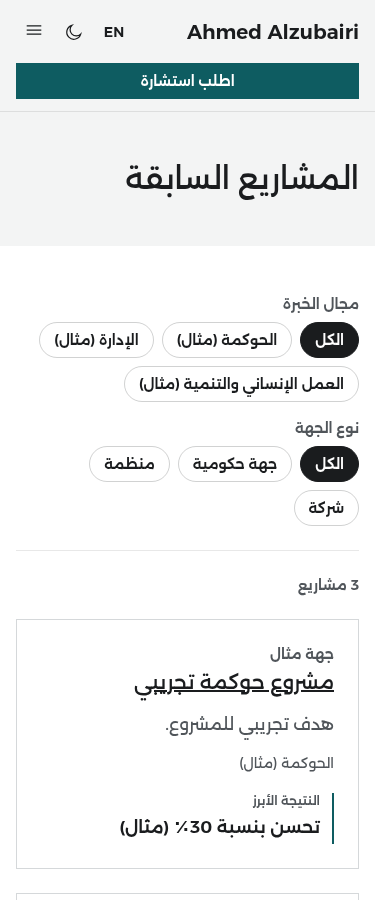 Ahmed Alzubairi
EN
اطلب استشارة
المشاريع السابقة
مجال الخبرة
الكل
الحوكمة (مثال)
الإدارة (مثال)
العمل الإنساني والتنمية (مثال)
نوع الجهة
الكل
جهة حكومية
منظمة
شركة
3 مشاريع
جهة مثال
مشروع حوكمة تجريبي
هدف تجريبي للمشروع.
الحوكمة (مثال)
النتيجة الأبرز
تحسن بنسبة 30٪ (مثال)